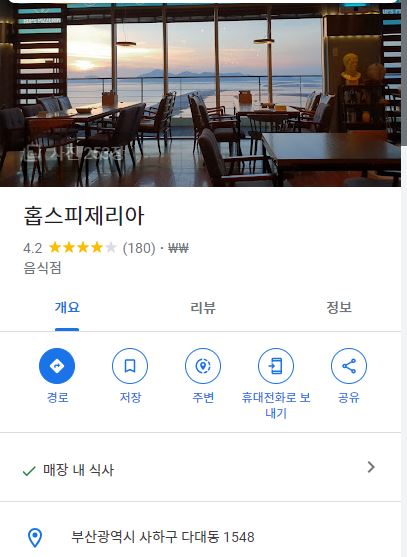 사진 253장
홉스피제리아
4.2 ★★★★★ (180) · ₩₩
음식점
개요 리뷰 정보
경로 저장 주변 휴대전화로 보내기 공유
매장 내 식사
부산광역시 사하구 다대동 1548